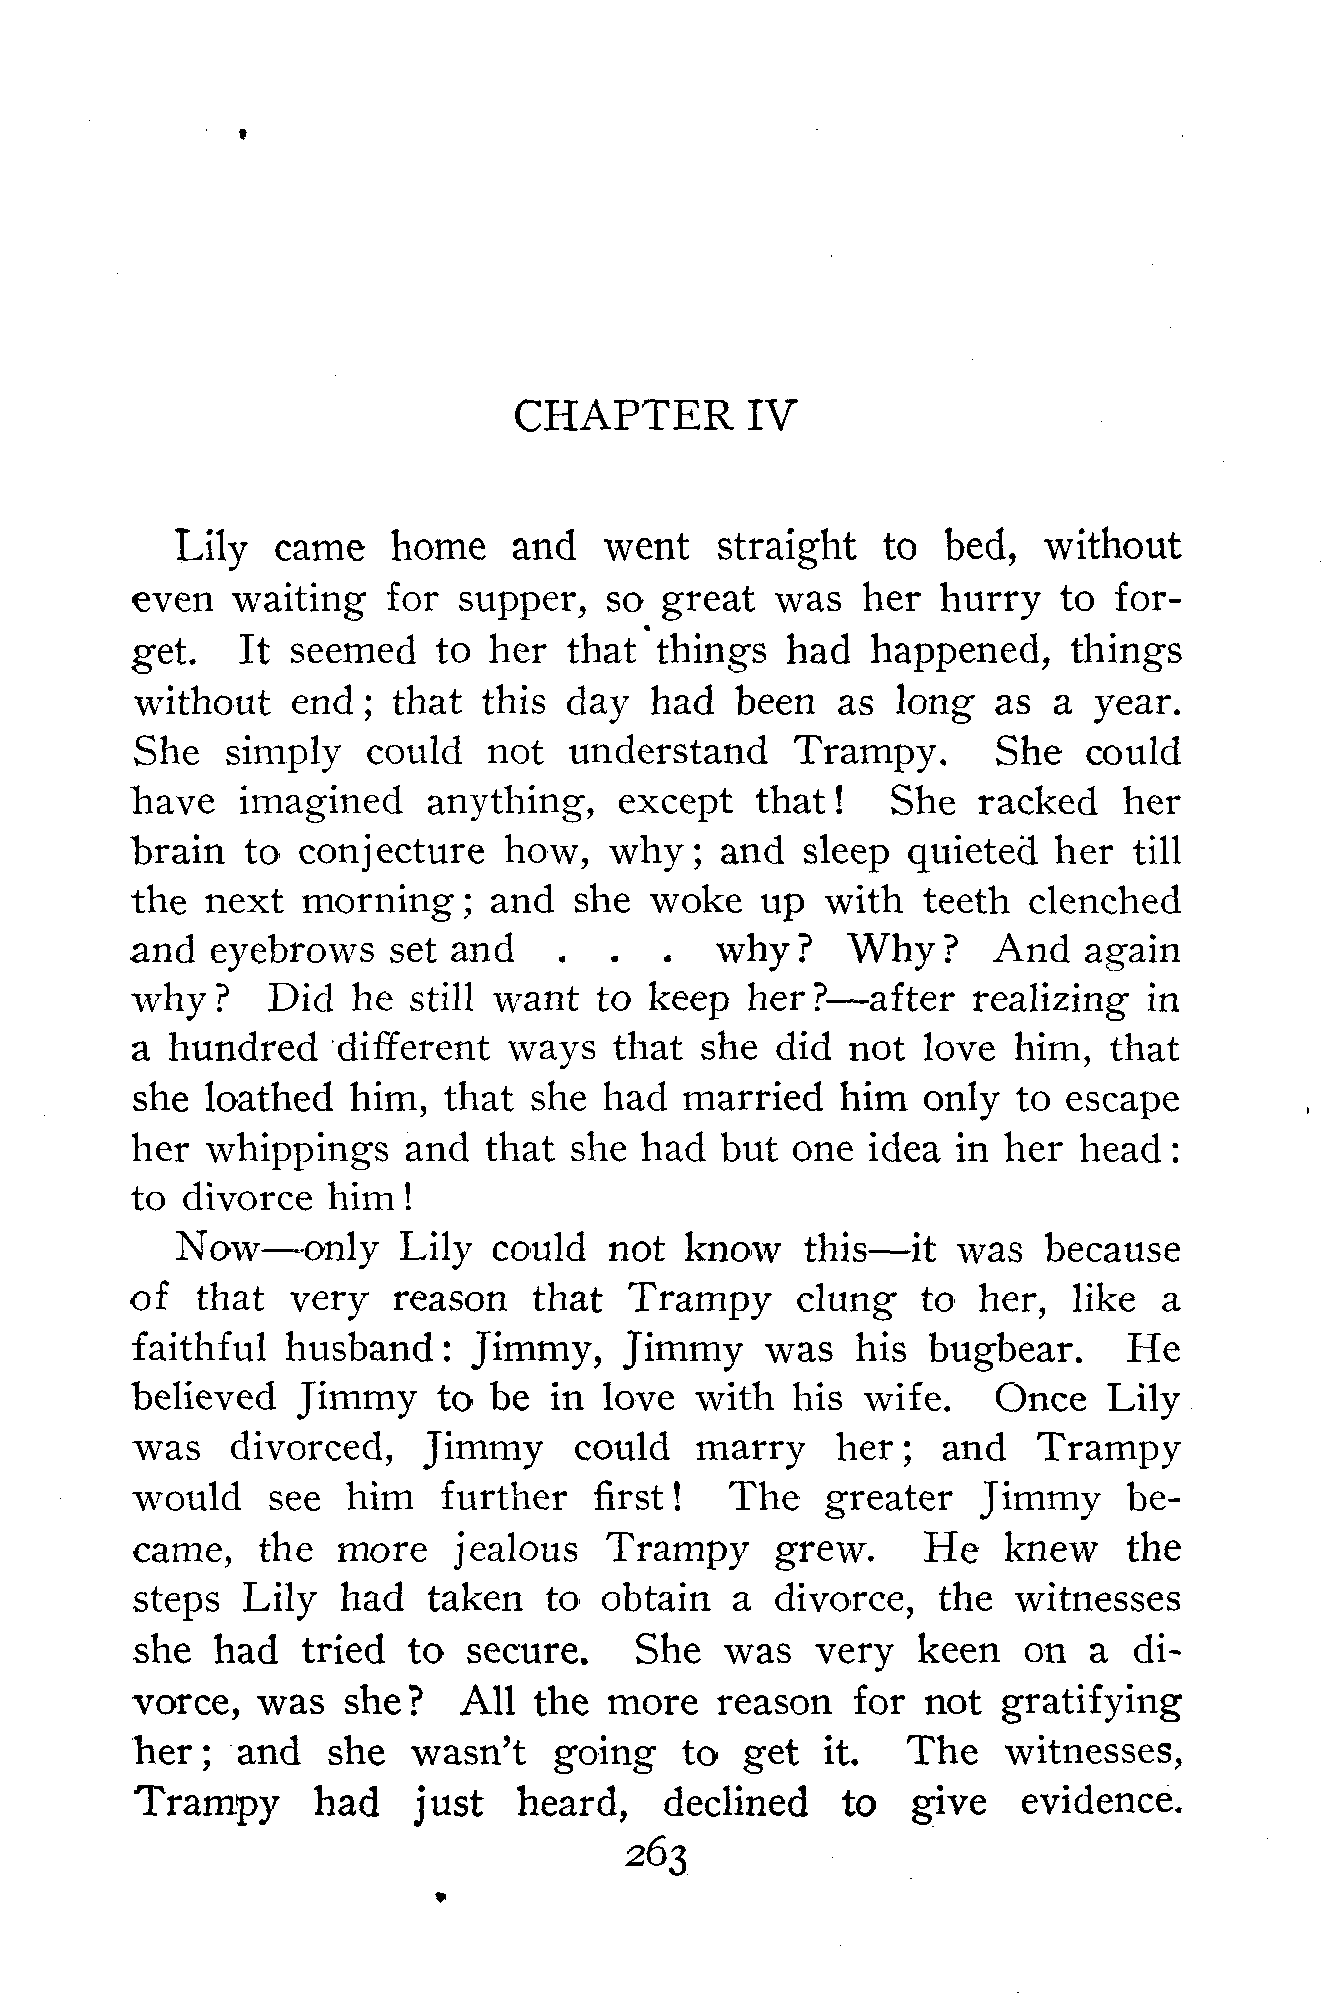 CHAPTER IV
Lily came home and went straight to bed, without
even waiting for supper, so great was her hurry to for-
get. It seemed to her that things had happened, things
without end; that this day had been as long as a year.
She simply could not understand Trampy. She could
have imagined anything, except that! She racked her
brain to conjecture how, why; and sleep quieted her till
the next morning; and she woke up with teeth clenched
and eyebrows set and . . . why? Why? And again
why? Did he still want to keep her?—after realizing in
a hundred different ways that she did not love him, that
she loathed him, that she had married him only to escape
her whippings and that she had but one idea in her head:
to divorce him!
Now—only Lily could not know this—it was because
of that very reason that Trampy clung to her, like a
faithful husband: Jimmy, Jimmy was his bugbear. He
believed Jimmy to be in love with his wife. Once Lily
was divorced, Jimmy could marry her; and Trampy
would see him further first! The greater Jimmy be-
came, the more jealous Trampy grew. He knew the
steps Lily had taken to obtain a divorce, the witnesses
she had tried to secure. She was very keen on a di-
vorce, was she? All the more reason for not gratifying
her; and she wasn't going to get it. The witnesses,
Trampy had just heard, declined to give evidence.
263